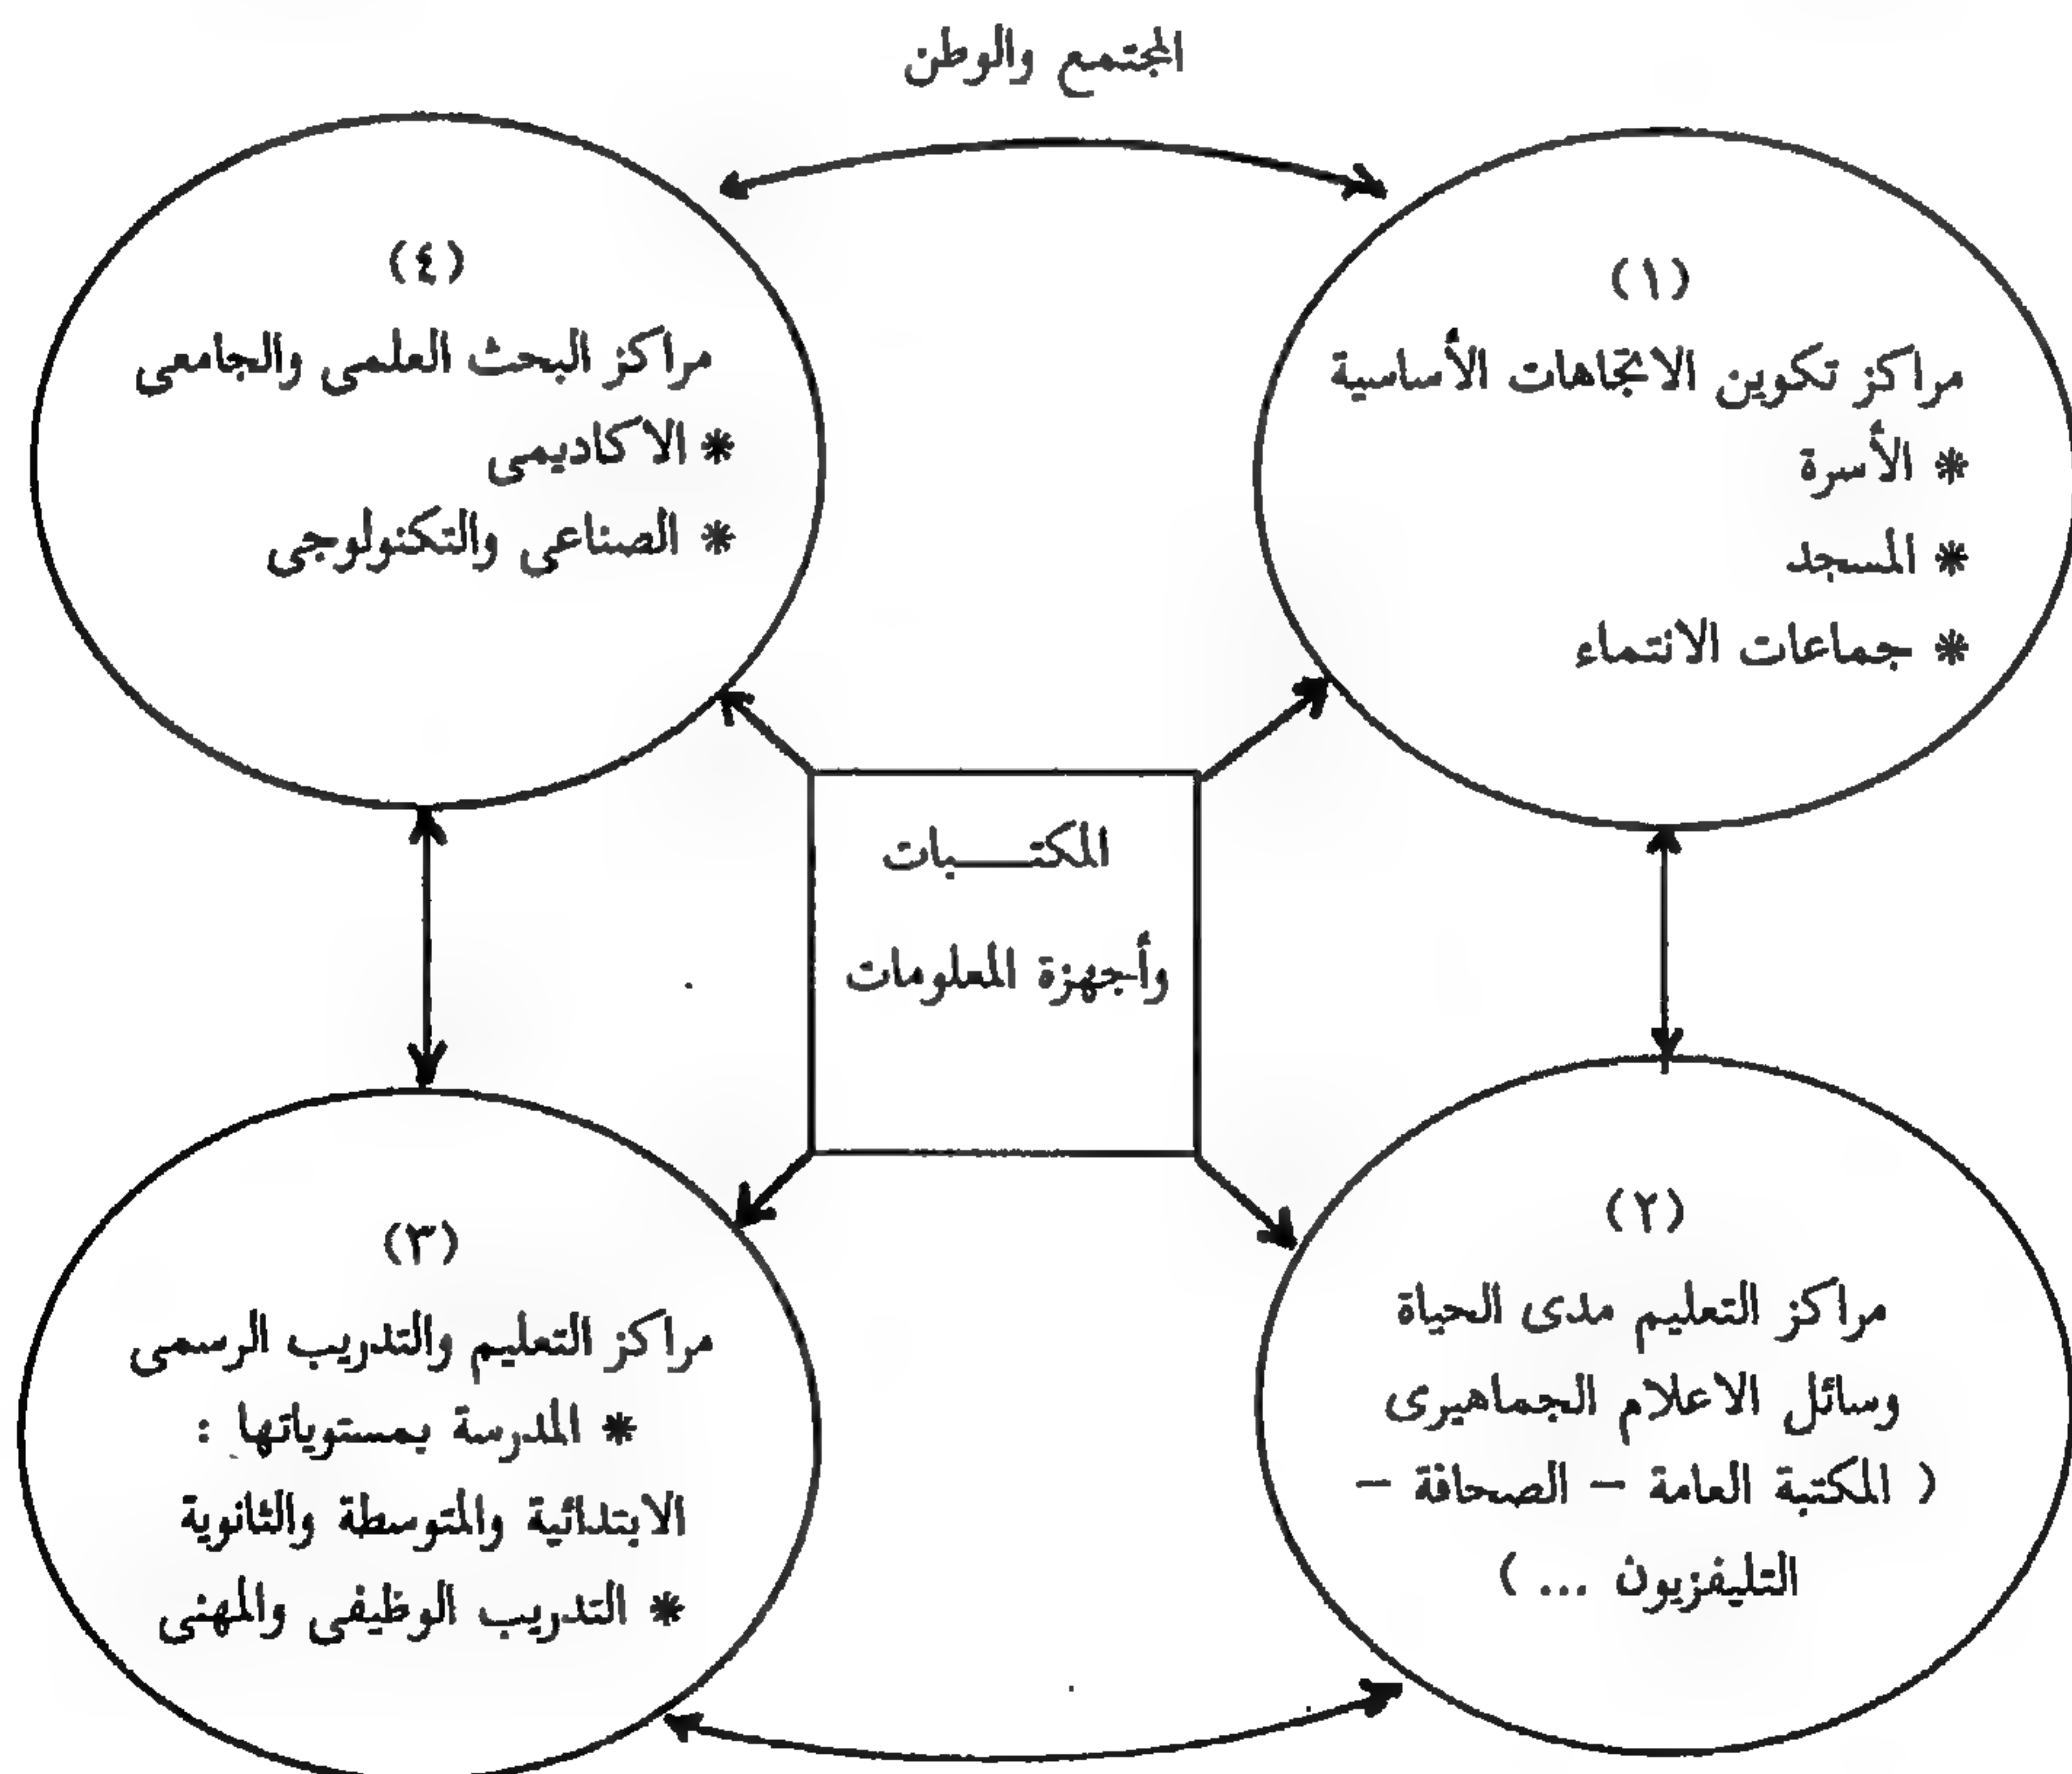 المجتمع والوطن
(١)
مراكز تكوين الاتجاهات الأساسية
* الأسرة
* المسجد
* جماعات الانتماء
(٤)
مراكز البحث العلمى والجامعى
* الاكاديمى
* الصناعى والتكنولوجى
المكتبات
وأجهزة المعلومات
(٢)
مراكز التعليم مدى الحياة
وسائل الاعلام الجماهيرى
( المكتبة العامة – الصحافة –
التليفزيون ... )
(٣)
مراكز التعليم والتدريب الرسمى
* المدرسة بمستوياتها :
الابتدائية والمتوسطة والثانوية
* التدريب الوظيفى والمهنى